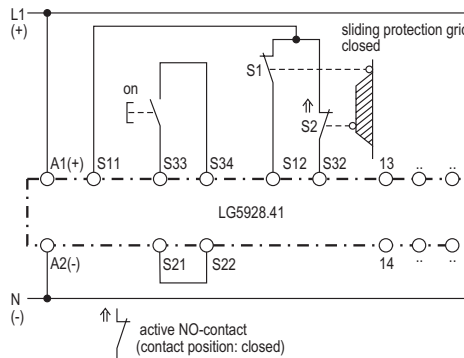 L1
(+)
sliding protection grid
closed
S1
on
⇑
S2
A1(+) S11 S33 S34 S12 S32 13 .. ..
LG5928.41
A2(-) S21 S22 14 .. ..
N
(-)
⇑ active NO-contact
(contact position: closed)